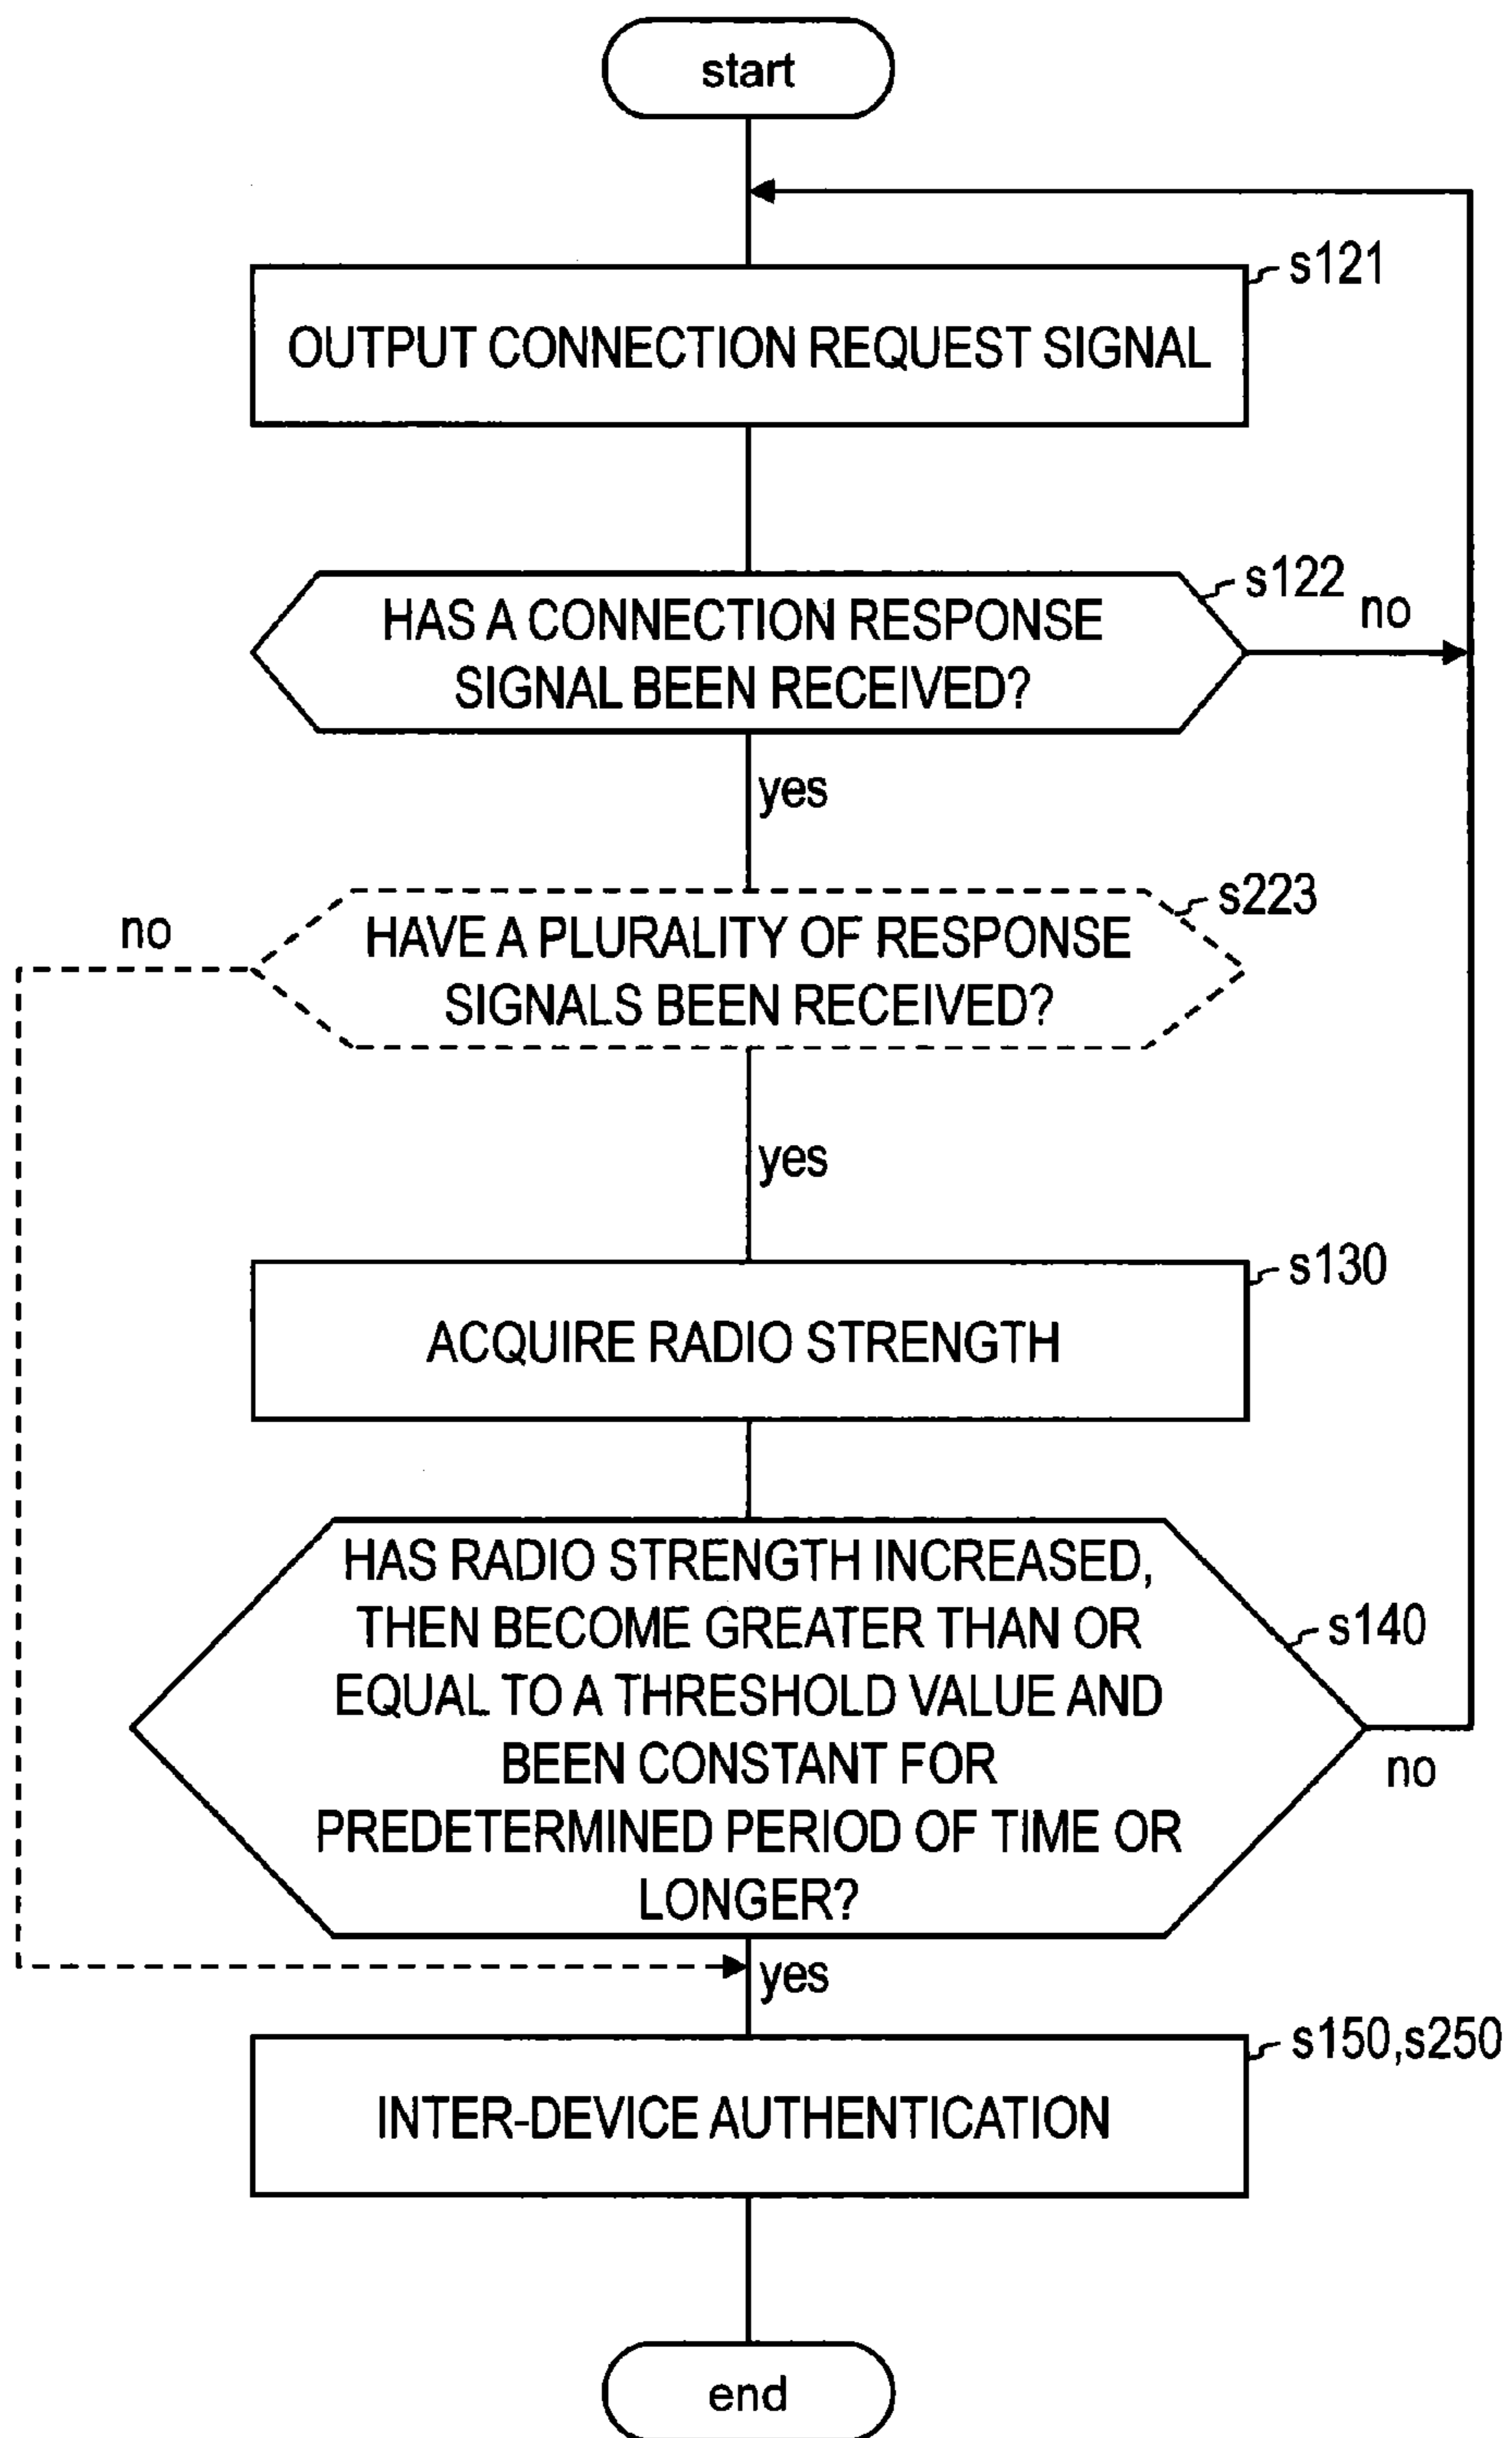 start
s121
OUTPUT CONNECTION REQUEST SIGNAL
s122
no
HAS A CONNECTION RESPONSE
SIGNAL BEEN RECEIVED?
yes
s223
no
HAVE A PLURALITY OF RESPONSE
SIGNALS BEEN RECEIVED?
yes
s130
ACQUIRE RADIO STRENGTH
HAS RADIO STRENGTH INCREASED,
THEN BECOME GREATER THAN OR
s140
EQUAL TO A THRESHOLD VALUE AND
BEEN CONSTANT FOR
no
PREDETERMINED PERIOD OF TIME OR
LONGER?
yes
s150,s250
INTER-DEVICE AUTHENTICATION
end